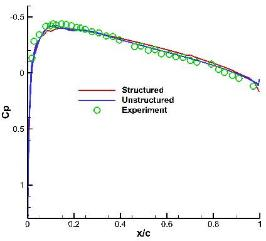 -0.5
0
0.5
1
Cp
Structured
Unstructured
Experiment
0 0.2 0.4 0.6 0.8 1
x/c